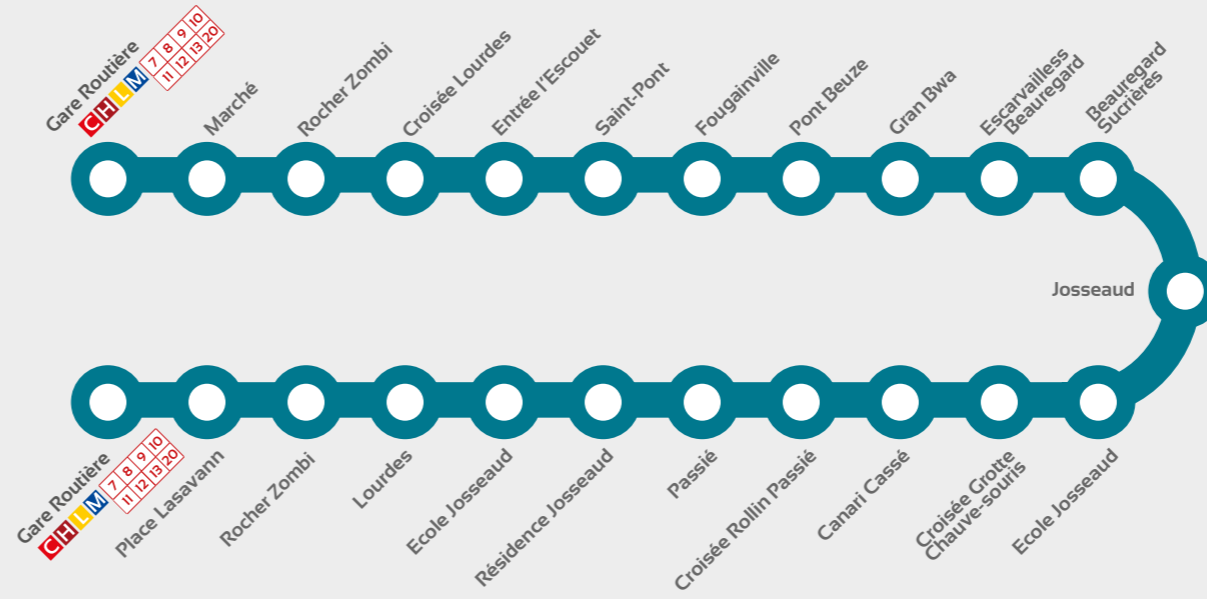 Gare Routière
C H L M
7 8 9 10
11 12 13 20
Marché
Rocher Zombi
Croisée Lourdes
Entrée l'Escouet
Saint-Pont
Fougainville
Pont Beuze
Gran Bwa
Escarvailless
Beauregard
Beauregard
Sucrières
Josseaud
Gare Routière
C H L M
7 8 9 10
11 12 13 20
Place Lasavann
Rocher Zombi
Lourdes
Ecole Josseaud
Résidence Josseaud
Passié
Croisée Rollin Passié
Canari Cassé
Croisée Grotte
Chauve-souris
Ecole Josseaud